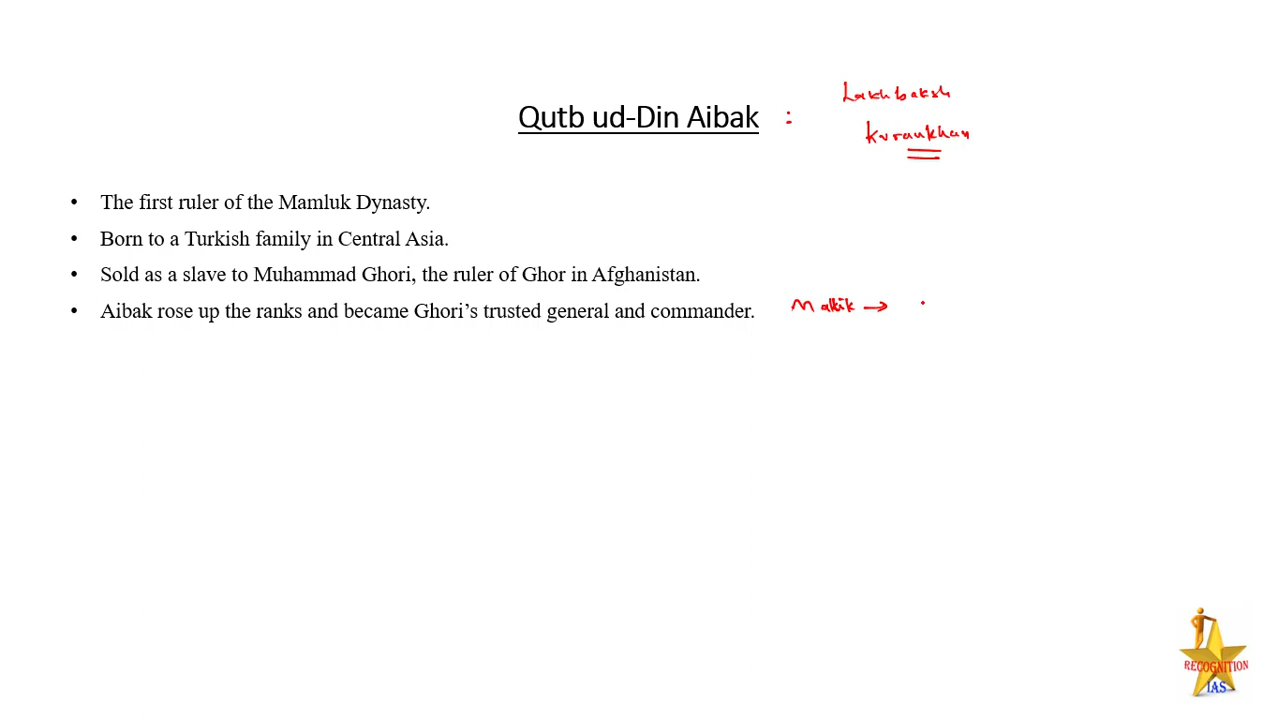 Lakhbaksh
Qutb ud-Din Aibak :
Kurankhan
• The first ruler of the Mamluk Dynasty.
• Born to a Turkish family in Central Asia.
• Sold as a slave to Muhammad Ghori, the ruler of Ghor in Afghanistan.
• Aibak rose up the ranks and became Ghori’s trusted general and commander. →
RECOGNITION
IAS